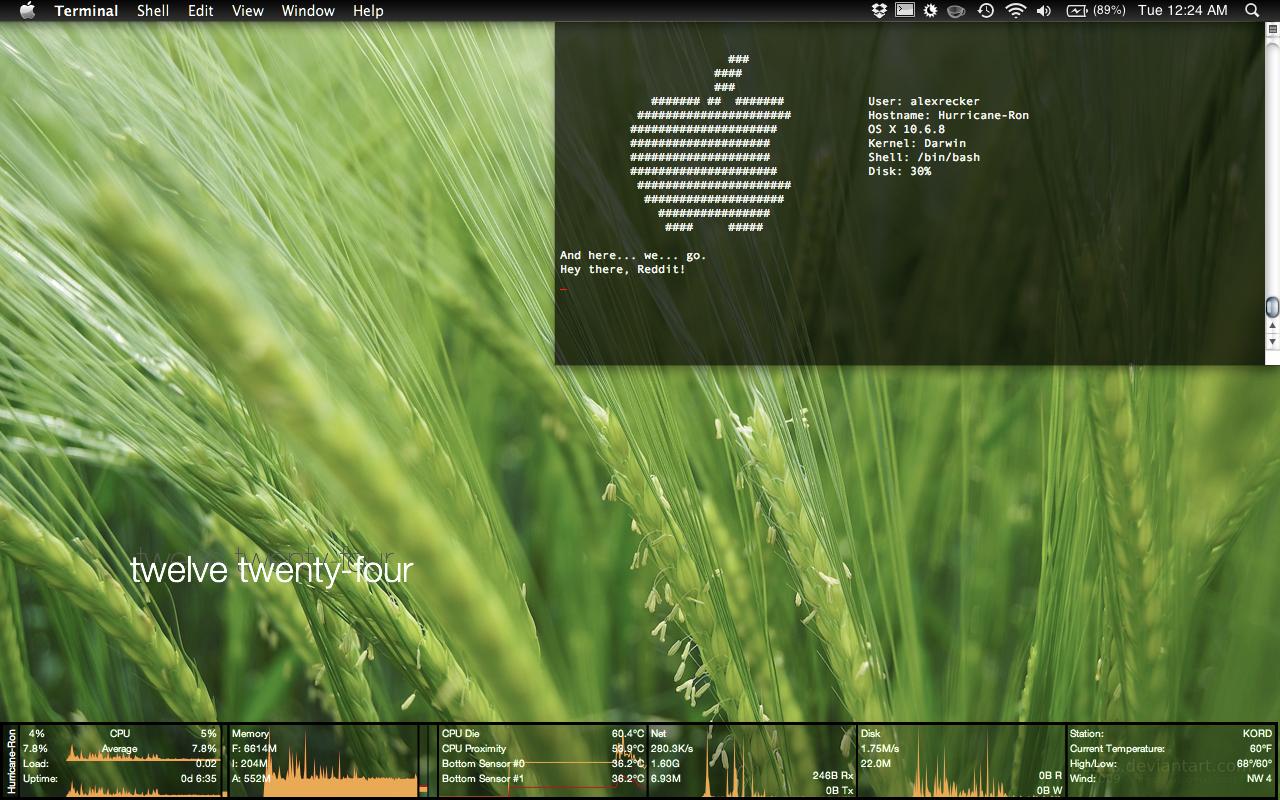 Terminal Shell Edit View Window Help (89%) Tue 12:24 AM
###
####
###
####### ## #######
######################
#####################
####################
####################
#####################
######################
####################
################
#### #####
User: alexrecker
Hostname: Hurricane-Ron
OS X 10.6.8
Kernel: Darwin
Shell: /bin/bash
Disk: 30%
And here... we... go.
Hey there, Reddit!
twelve twenty-four
twelve twenty-four
Hurricane-Ron
4% CPU 5%
7.8% Average 7.8%
Load: 0.02
Uptime: 0d 6:35
Memory
F: 6614M
I: 204M
A: 552M
CPU Die 60.4°C
CPU Proximity
Bottom Sensor #0 36.2°C
Bottom Sensor #1 36.2°C
Net
280.3K/s
1.60G
6.93M
246B Rx
0B Tx
Disk
1.75M/s
22.0M
0B R
0B W
Station: KORD
Current Temperature: 60°F
High/Low: 68°/60°
Wind: NW 4
.deviantart.com